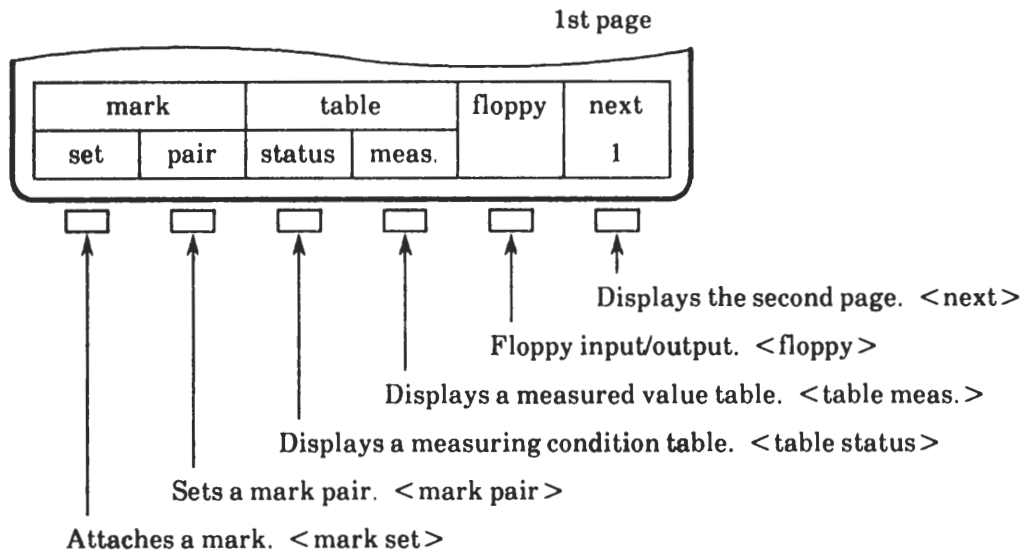 1st page
mark table floppy next
set pair status meas. 1
Displays the second page. <next>
Floppy input/output. <floppy>
Displays a measured value table. <table meas.>
Displays a measuring condition table. <table status>
Sets a mark pair. <mark pair>
Attaches a mark. <mark set>